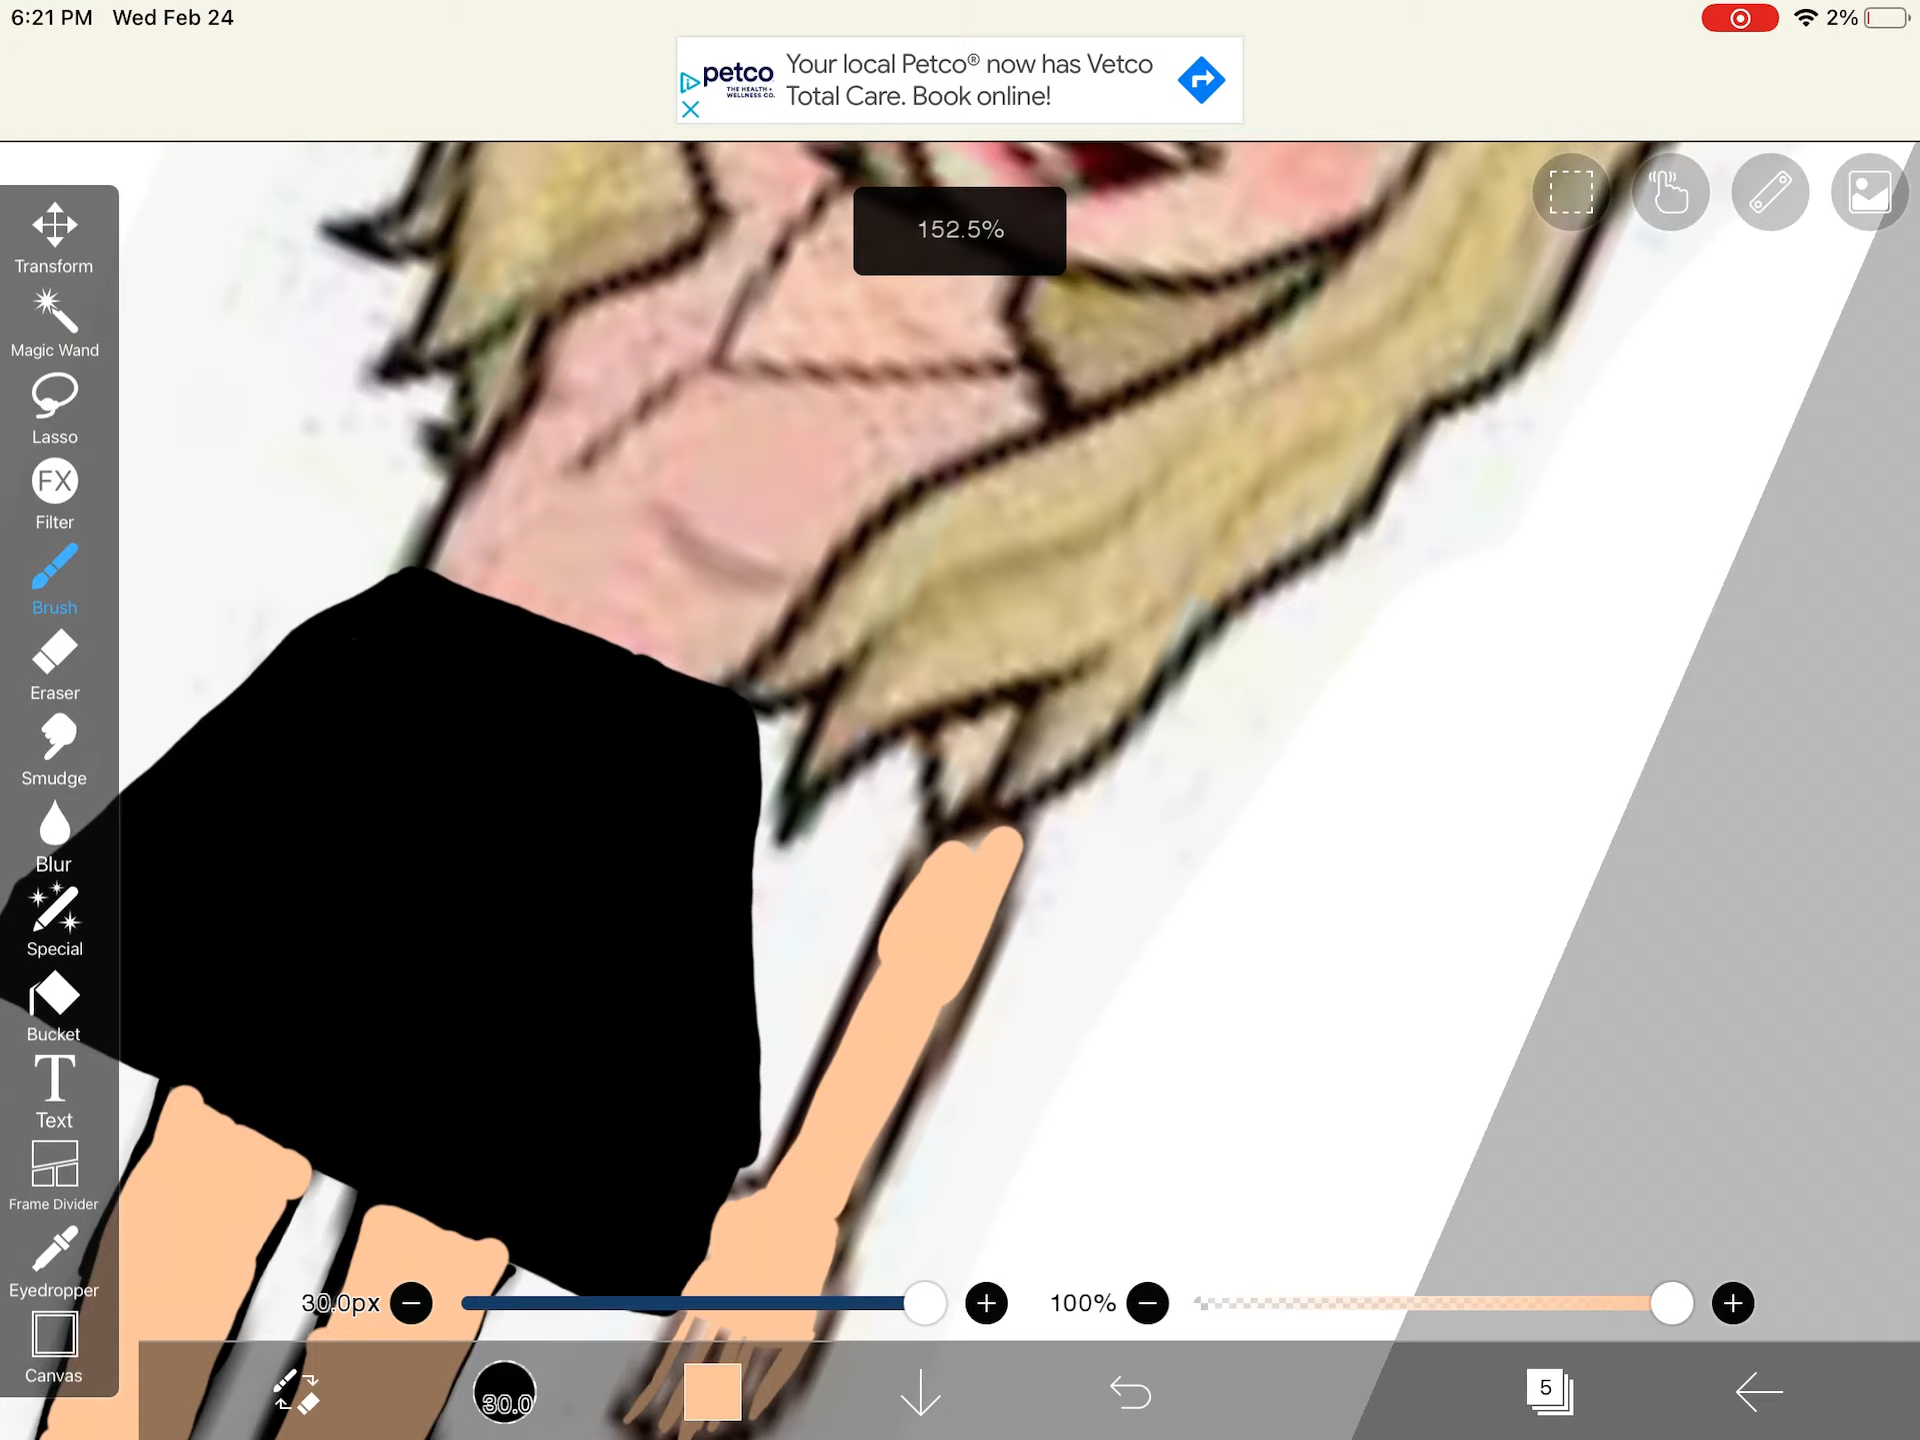 6:21 PM Wed Feb 24
2%
petco
THE HEALTH +
WELLNESS CO.
Your local Petco® now has Vetco
Total Care. Book online!
152.5%
Transform
Magic Wand
Lasso
FX
Filter
Brush
Eraser
Smudge
Blur
Special
Bucket
T
Text
Frame Divider
Eyedropper
Canvas
30.0px
100%
30.0
5